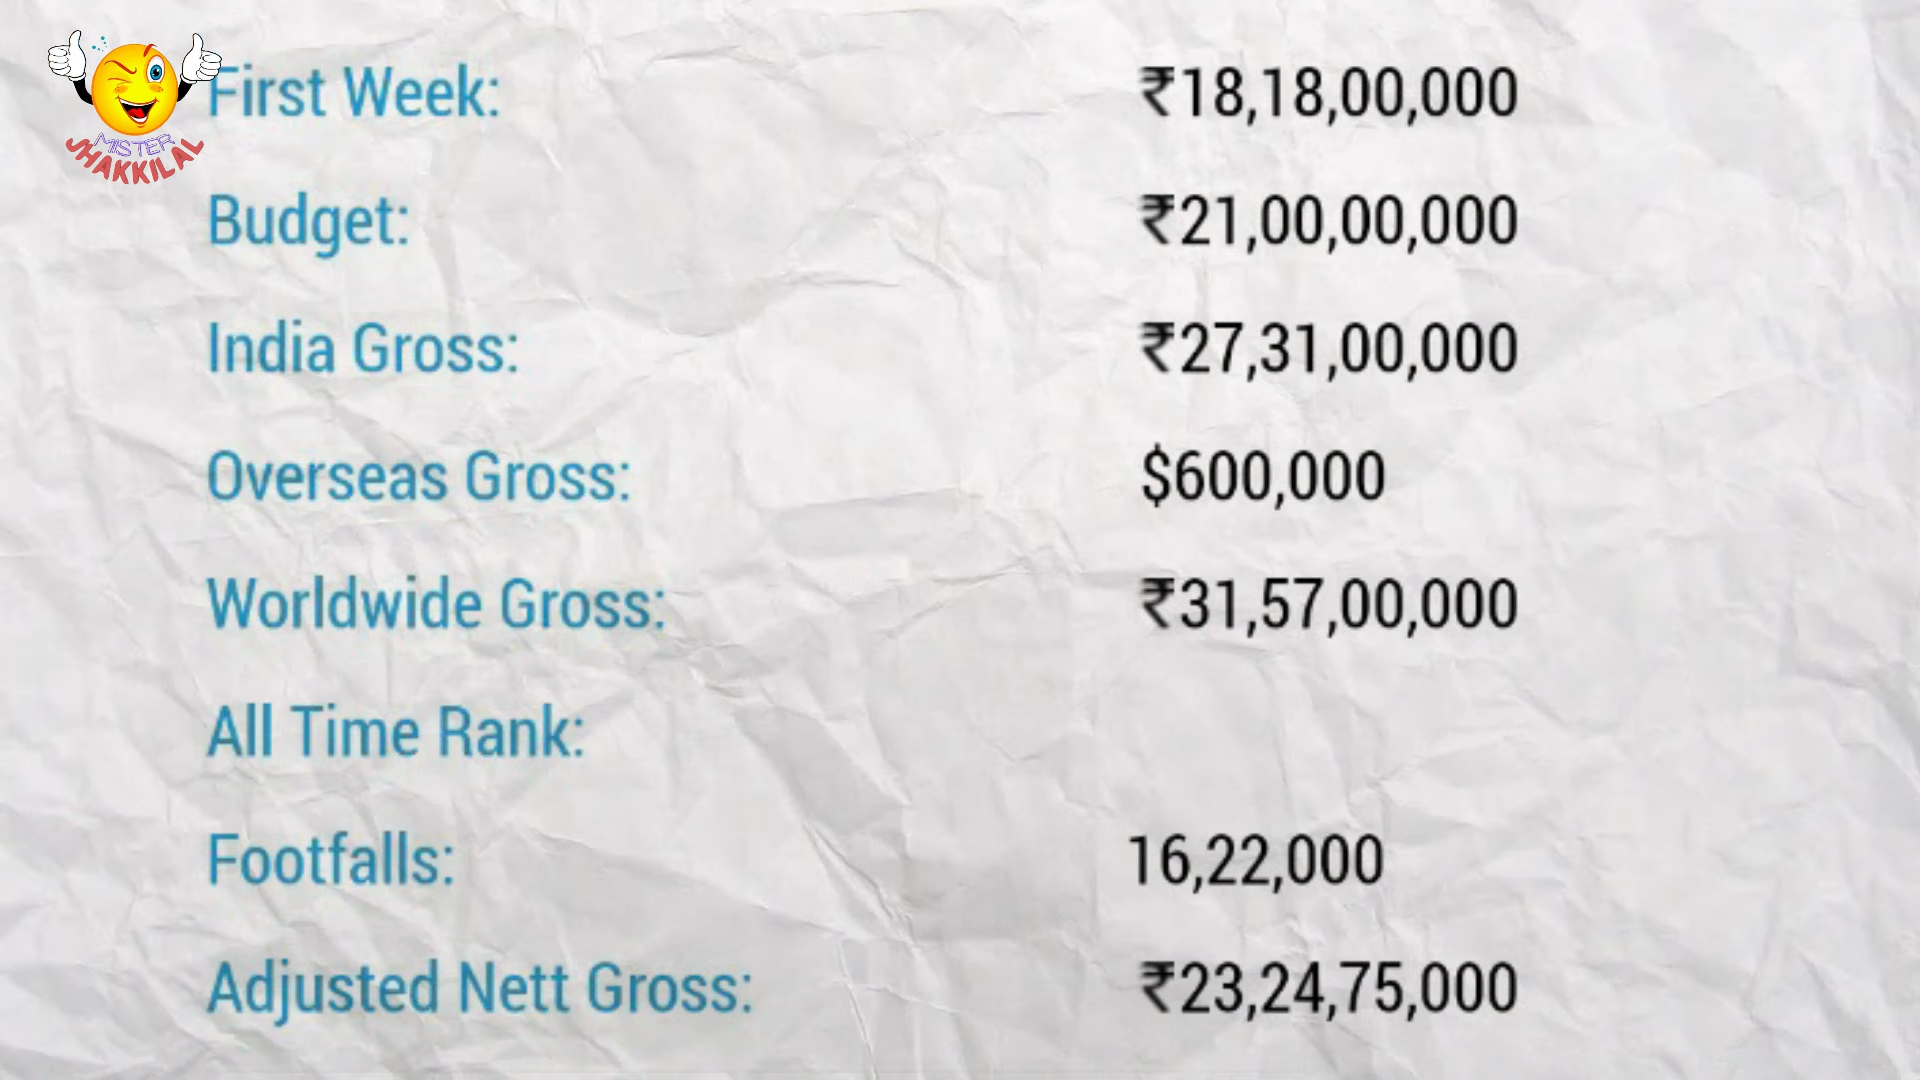 MISTER
JHAKKILAL
First Week: ₹18,18,00,000
Budget: ₹21,00,00,000
India Gross: ₹27,31,00,000
Overseas Gross: $600,000
Worldwide Gross: ₹31,57,00,000
All Time Rank:
Footfalls: 16,22,000
Adjusted Nett Gross: ₹23,24,75,000